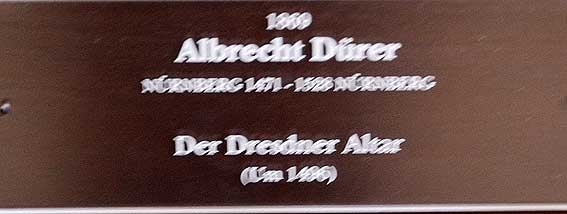 1869
Albrecht Dürer
NÜRNBERG 1471 - 1528 NÜRNBERG
Der Dresdner Altar
(Um 1496)